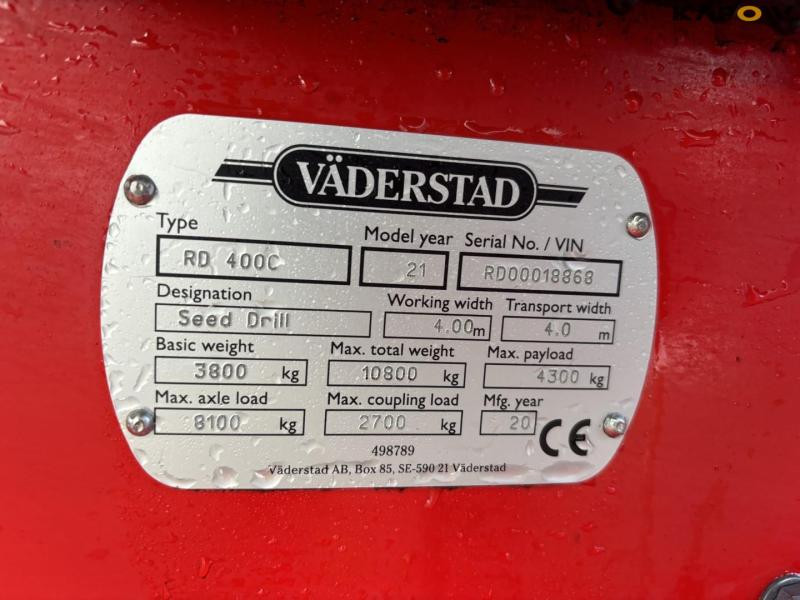 VÄDERSTAD
Type Model year Serial No. / VIN
RD 400C 21 RD00018868
Designation Working width Transport width
Seed Drill 4.00 m 4.0 m
Basic weight Max. total weight Max. payload
3800 kg 10800 kg 4300 kg
Max. axle load Max. coupling load Mfg. year
8100 kg 2700 kg 20 CE
498789
Väderstad AB, Box 85, SE-590 21 Väderstad